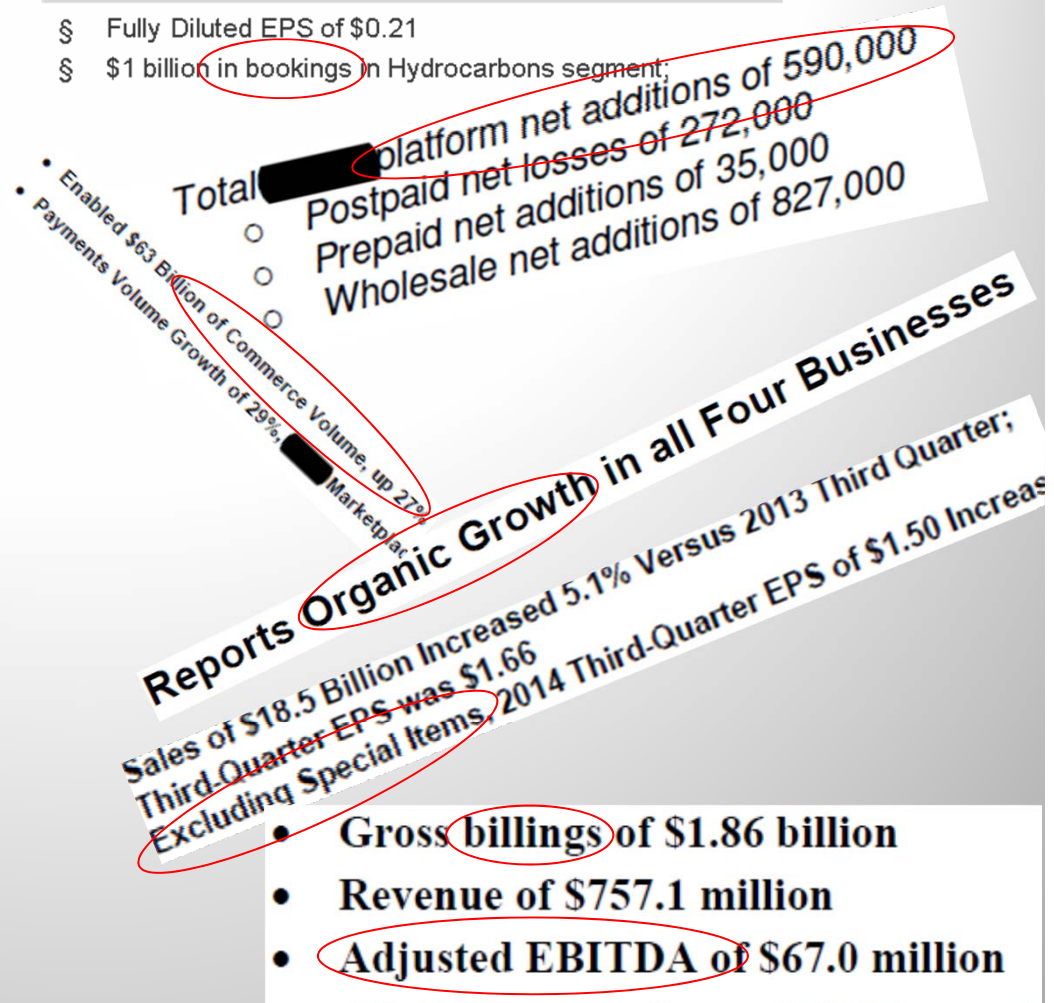 § Fully Diluted EPS of $0.21
§ $1 billion in bookings in Hydrocarbons segment;
Total platform net additions of 590,000
○ Postpaid net losses of 272,000
○ Prepaid net additions of 35,000
○ Wholesale net additions of 827,000
• Enabled $63 Billion of Commerce Volume, up 27%
• Payments Volume Growth of 29%, Marketplac
Reports Organic Growth in all Four Businesses
Sales of $18.5 Billion Increased 5.1% Versus 2013 Third Quarter;
Third-Quarter EPS was $1.66
Excluding Special Items, 2014 Third-Quarter EPS of $1.50 Increas
• Gross billings of $1.86 billion
• Revenue of $757.1 million
• Adjusted EBITDA of $67.0 million